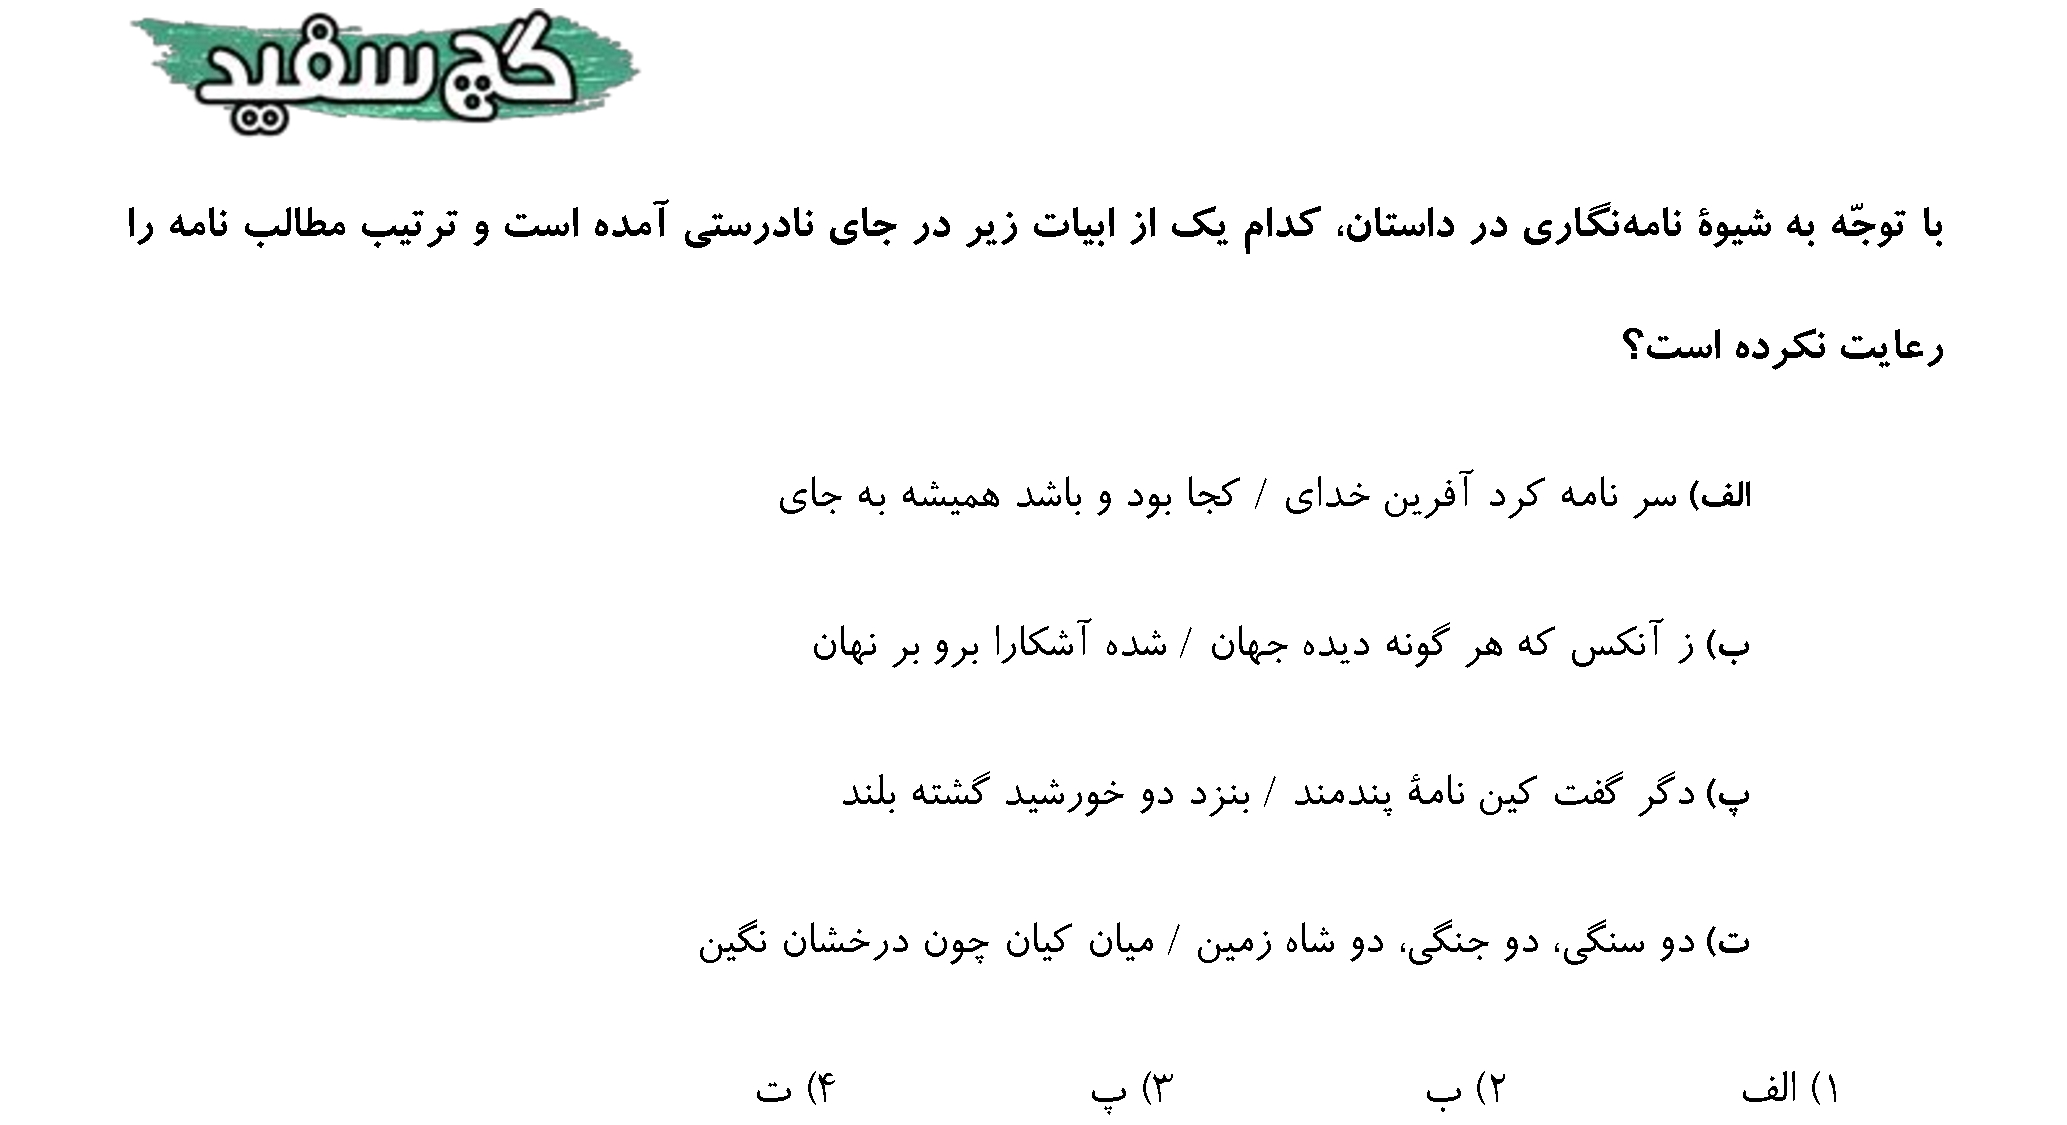 گچ سفید
با توجّه به شیوهٔ نامه‌نگاری در داستان، کدام یک از ابیات زیر در جای نادرستی آمده است و ترتیب مطالب نامه را
رعایت نکرده است؟
الف) سر نامه کرد آفرین خدای / کجا بود و باشد همیشه به جای
ب) ز آنکس که هر گونه دیده جهان / شده آشکارا برو بر نهان
پ) دگر گفت کین نامهٔ پندمند / بنزد دو خورشید گشته بلند
ت) دو سنگی، دو جنگی، دو شاه زمین / میان کیان چون درخشان نگین
۱) الف ۲) ب ۳) پ ۴) ت